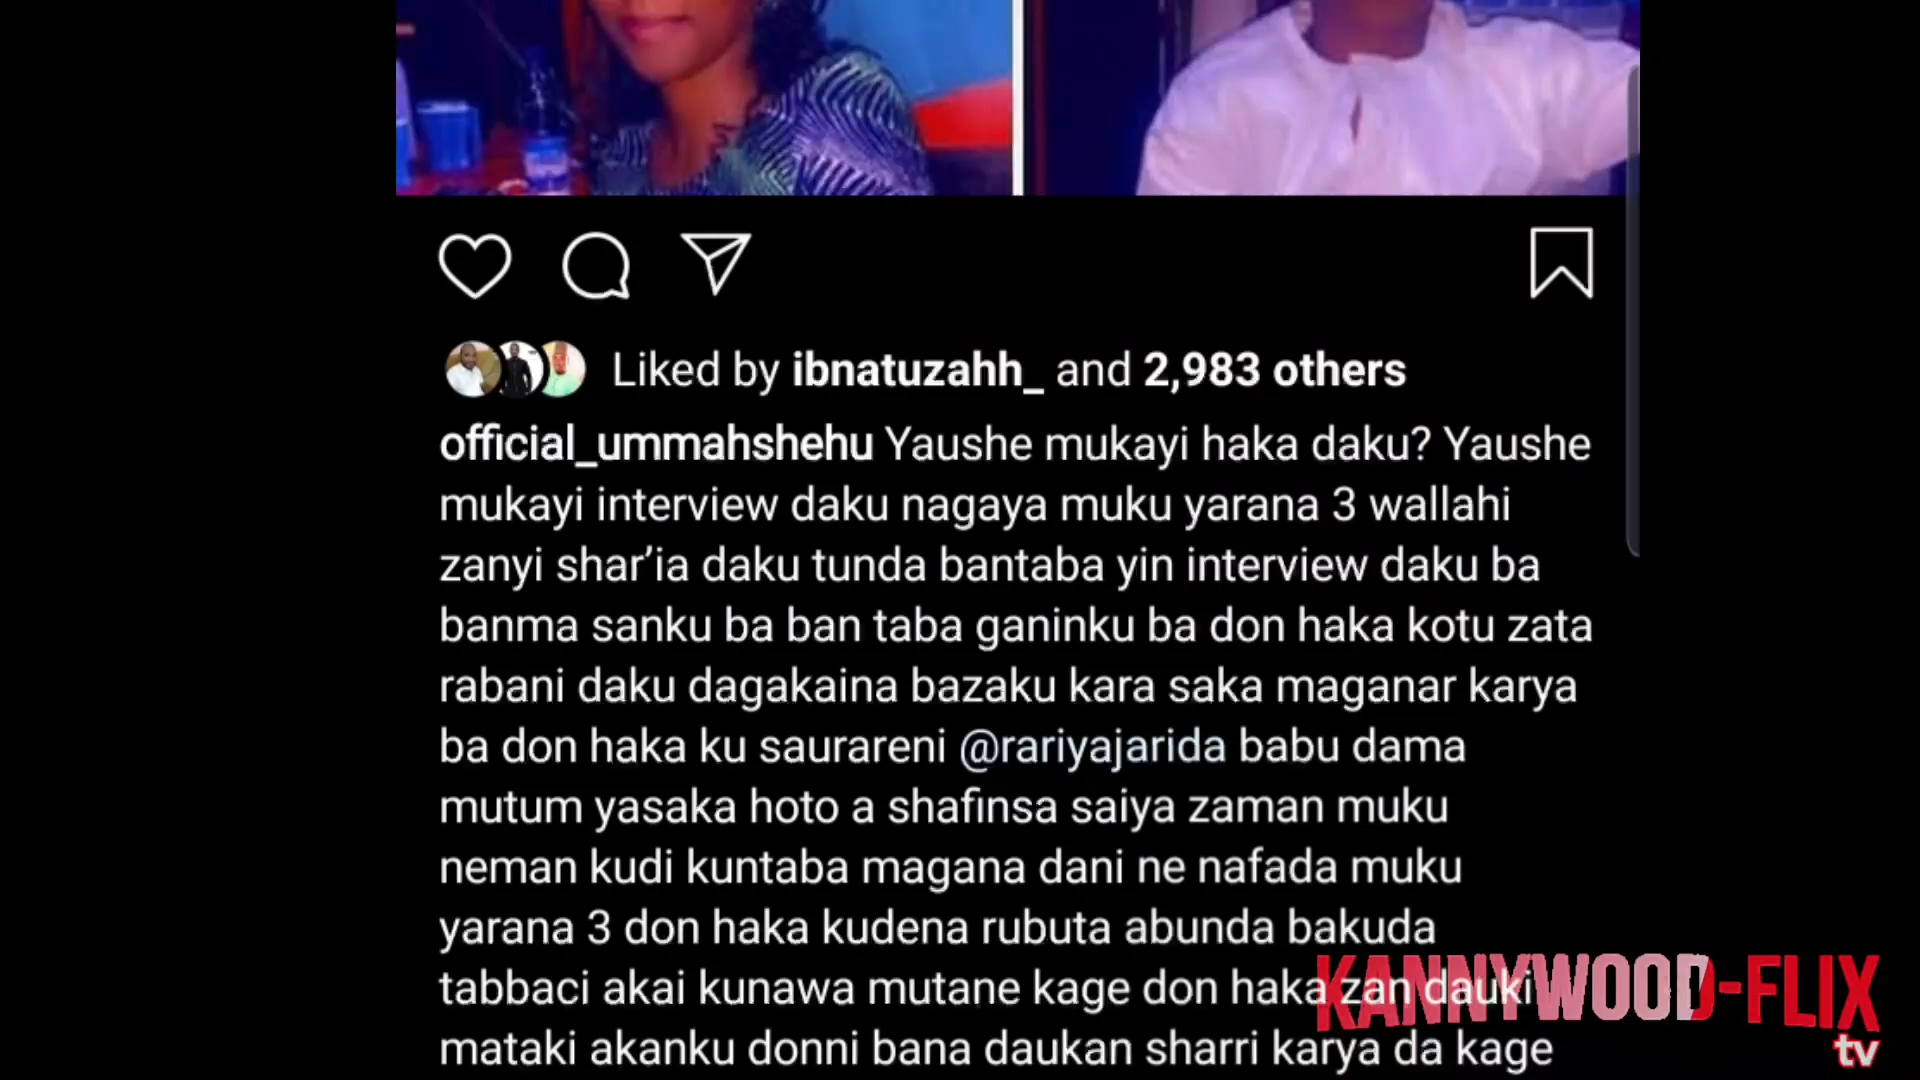 Liked by ibnatuzahh_ and 2,983 others
official_ummahshehu Yaushe mukayi haka daku? Yaushe
mukayi interview daku nagaya muku yarana 3 wallahi
zanyi shar’ia daku tunda bantaba yin interview daku ba
banma sanku ba ban taba ganinku ba don haka kotu zata
rabani daku dagakaina bazaku kara saka maganar karya
ba don haka ku saurareni @rariyajarida babu dama
mutum yasaka hoto a shafinsa saiya zaman muku
neman kudi kuntaba magana dani ne nafada muku
yarana 3 don haka kudena rubuta abunda bakuda
tabbaci akai kunawa mutane kage don haka zan dauki
mataki akanku donni bana daukan sharri karya da kage
KANNYWOOD-FLIX
tv